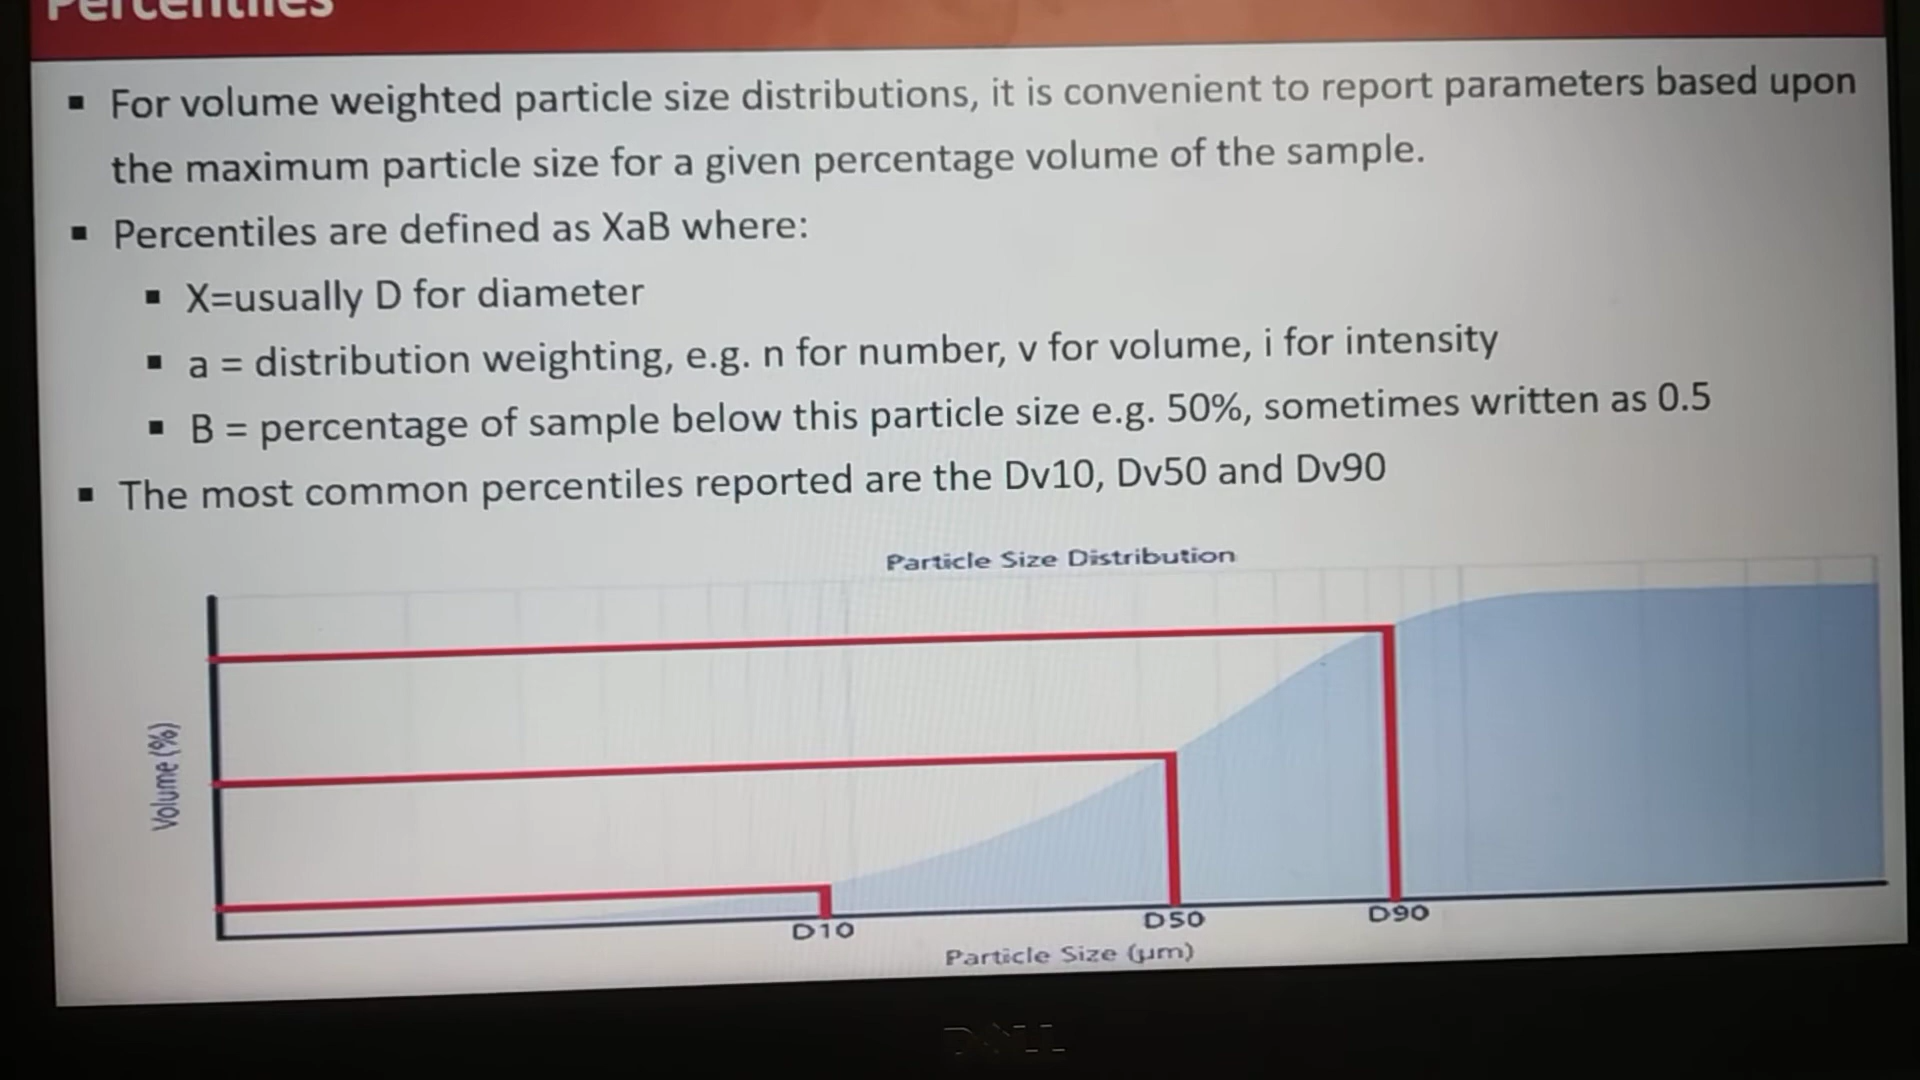 Percentiles
▪ For volume weighted particle size distributions, it is convenient to report parameters based upon
the maximum particle size for a given percentage volume of the sample.
▪ Percentiles are defined as XaB where:
▪ X=usually D for diameter
▪ a = distribution weighting, e.g. n for number, v for volume, i for intensity
▪ B = percentage of sample below this particle size e.g. 50%, sometimes written as 0.5
▪ The most common percentiles reported are the Dv10, Dv50 and Dv90
Particle Size Distribution
Volume (%)
D10
D50
D90
Particle Size (µm)
DELL